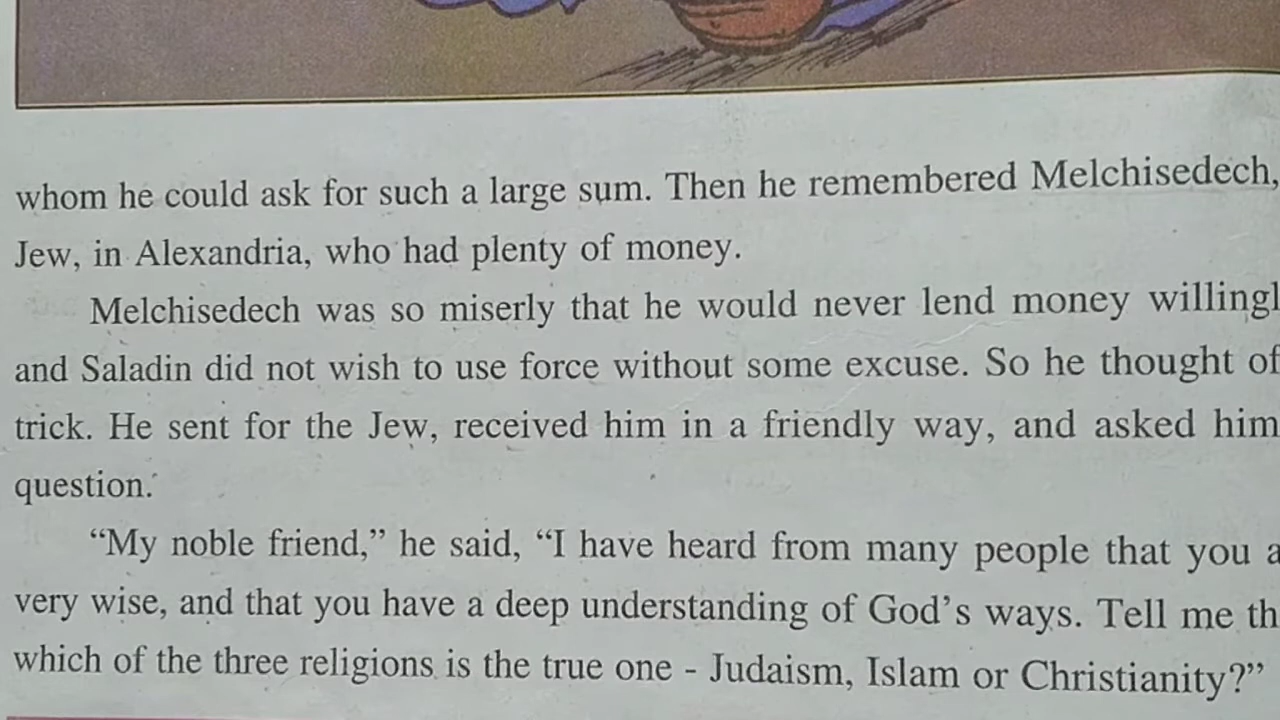 whom he could ask for such a large sum. Then he remembered Melchisedech,
Jew, in Alexandria, who had plenty of money.
Melchisedech was so miserly that he would never lend money willingl
and Saladin did not wish to use force without some excuse. So he thought of
trick. He sent for the Jew, received him in a friendly way, and asked him
question.
“My noble friend,” he said, “I have heard from many people that you a
very wise, and that you have a deep understanding of God’s ways. Tell me th
which of the three religions is the true one - Judaism, Islam or Christianity?”